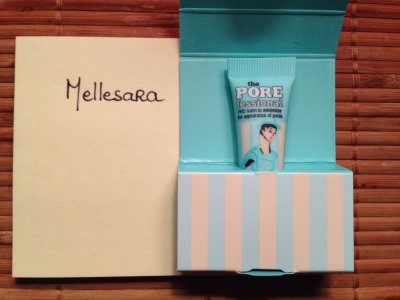 Mellesara
the
PORE
fessional
PRO balm to minimize
the appearance of pores